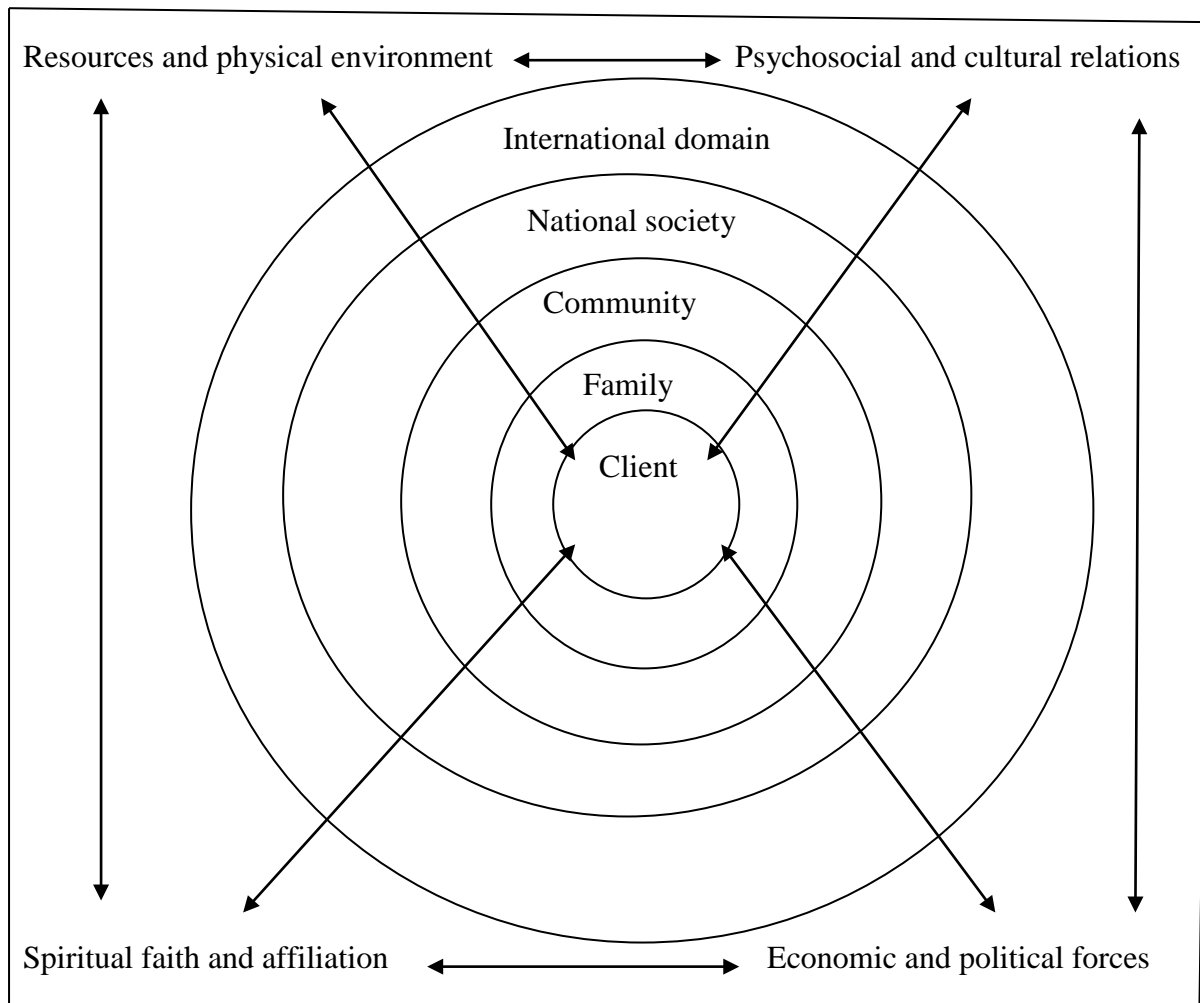 Resources and physical environment
Psychosocial and cultural relations
International domain
National society
Community
Family
Client
Spiritual faith and affiliation
Economic and political forces